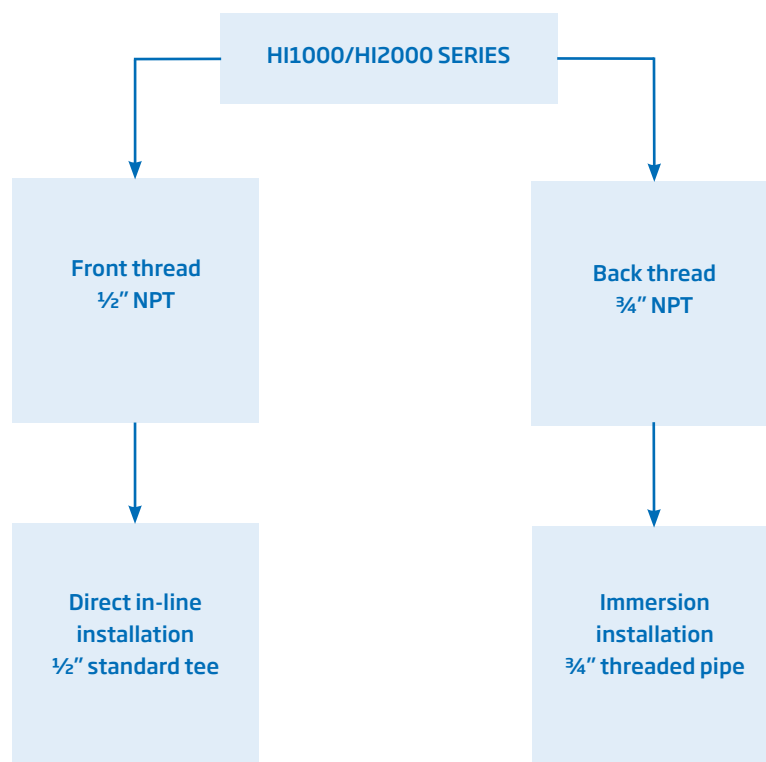 HI1000/HI2000 SERIES
Front thread
½” NPT
Back thread
¾” NPT
Direct in-line
installation
½” standard tee
Immersion
installation
¾” threaded pipe